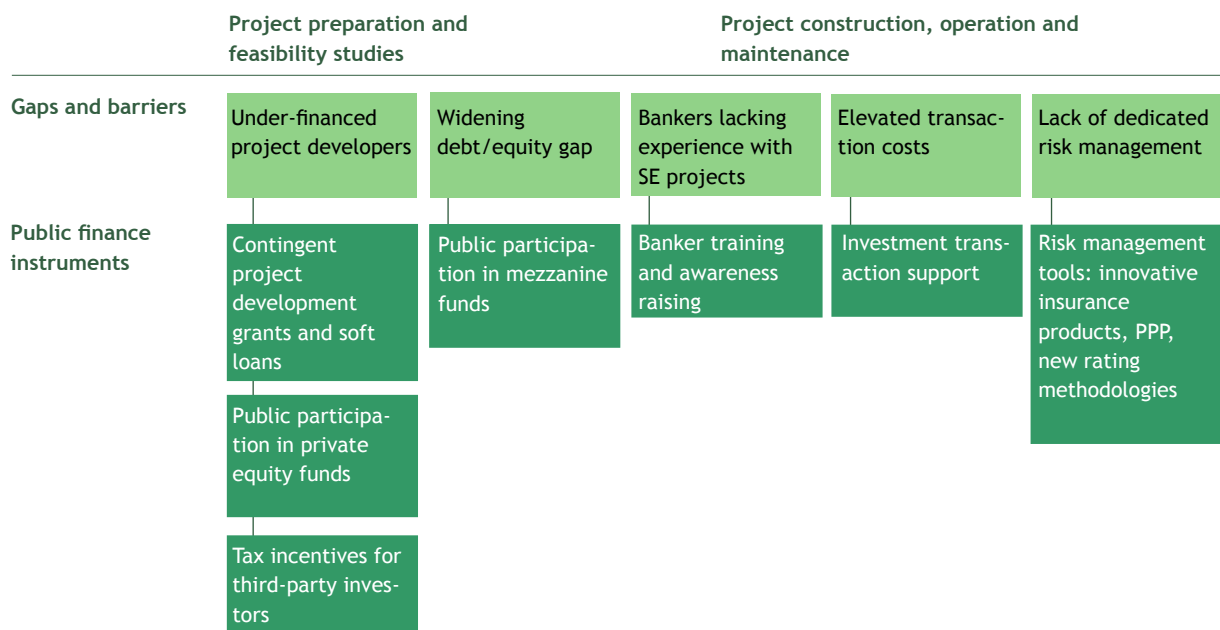 Project preparation and
feasibility studies
Project construction, operation and
maintenance
Gaps and barriers
Under-financed
project developers
Widening
debt/equity gap
Bankers lacking
experience with
SE projects
Elevated transac-
tion costs
Lack of dedicated
risk management
Public finance
instruments
Contingent
project
development
grants and soft
loans
Public participa-
tion in mezzanine
funds
Banker training
and awareness
raising
Investment trans-
action support
Risk management
tools: innovative
insurance
products, PPP,
new rating
methodologies
Public participa-
tion in private
equity funds
Tax incentives for
third-party inves-
tors